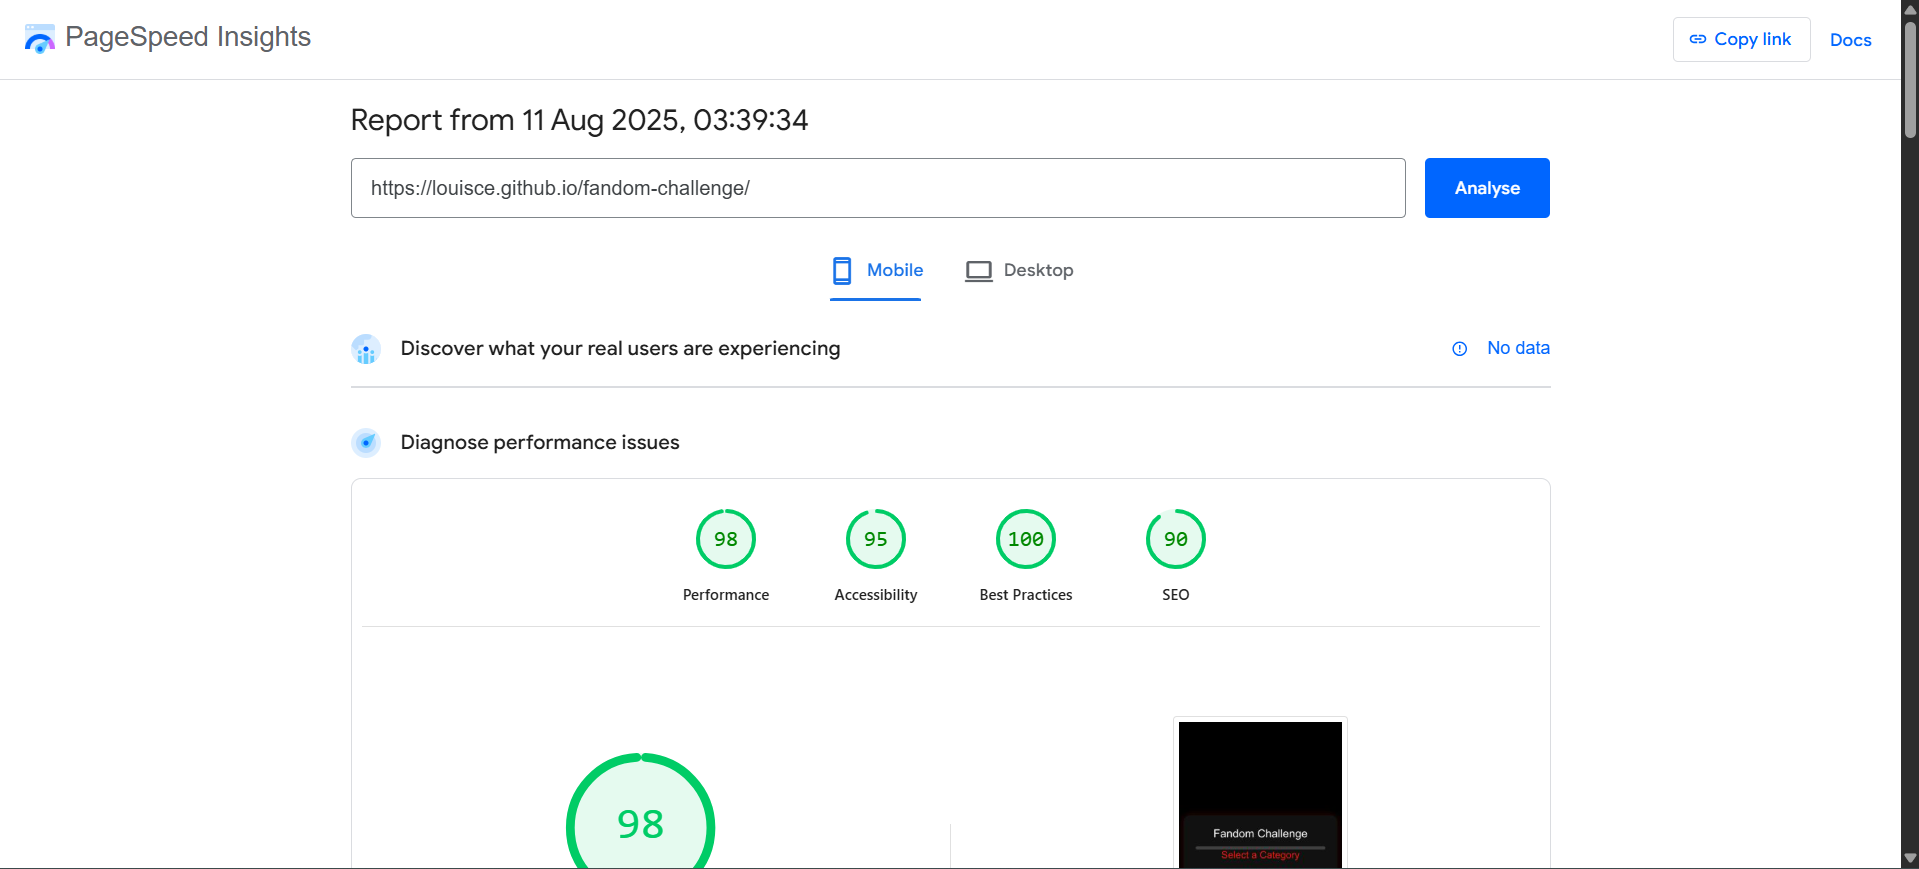 PageSpeed Insights
Copy link
Docs
Report from 11 Aug 2025, 03:39:34
https://louisce.github.io/fandom-challenge/
Analyse
Mobile
Desktop
Discover what your real users are experiencing
No data
Diagnose performance issues
98
95
100
90
Performance
Accessibility
Best Practices
SEO
98
Fandom Challenge
Select a Category